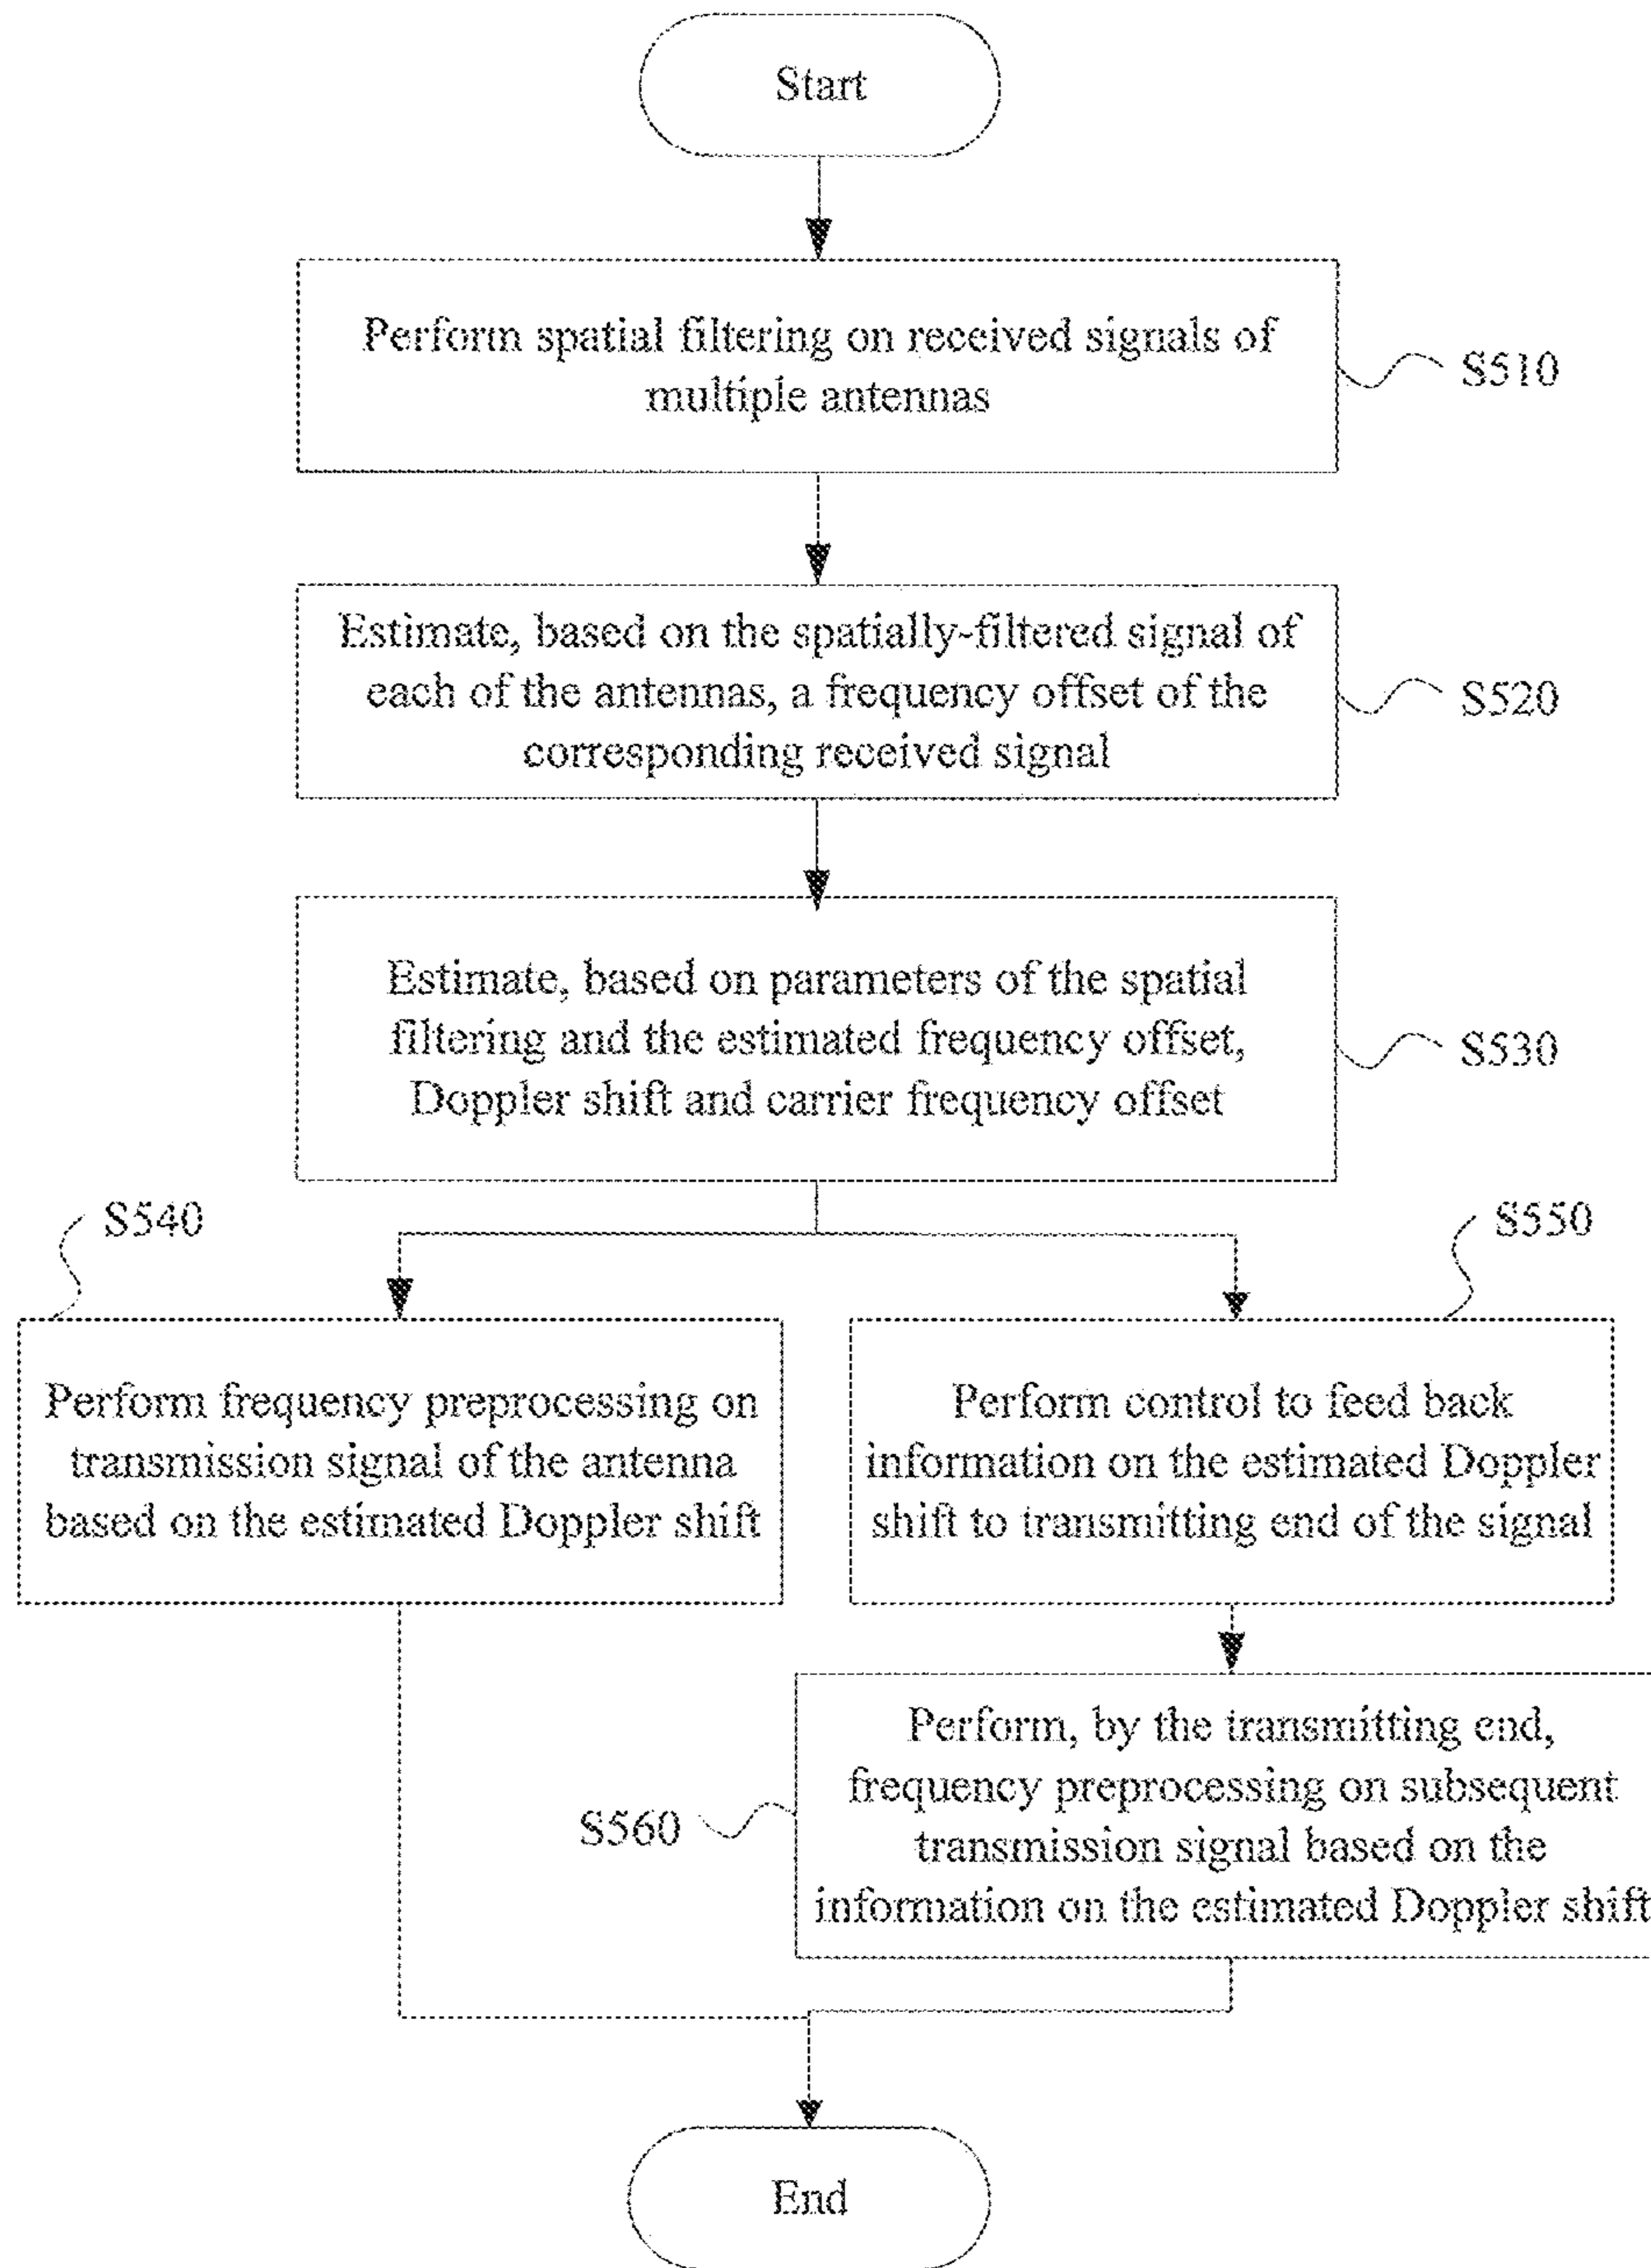 Start
Perform spatial filtering on received signals of
multiple antennas
S510
Estimate, based on the spatially-filtered signal of
each of the antennas, a frequency offset of the
corresponding received signal
S520
Estimate, based on parameters of the spatial
filtering and the estimated frequency offset,
Doppler shift and carrier frequency offset
S530
S540
S550
Perform frequency preprocessing on
transmission signal of the antenna
based on the estimated Doppler shift
Perform control to feed back
information on the estimated Doppler
shift to transmitting end of the signal
Perform, by the transmitting end,
frequency preprocessing on subsequent
transmission signal based on the
information on the estimated Doppler shift
S560
End